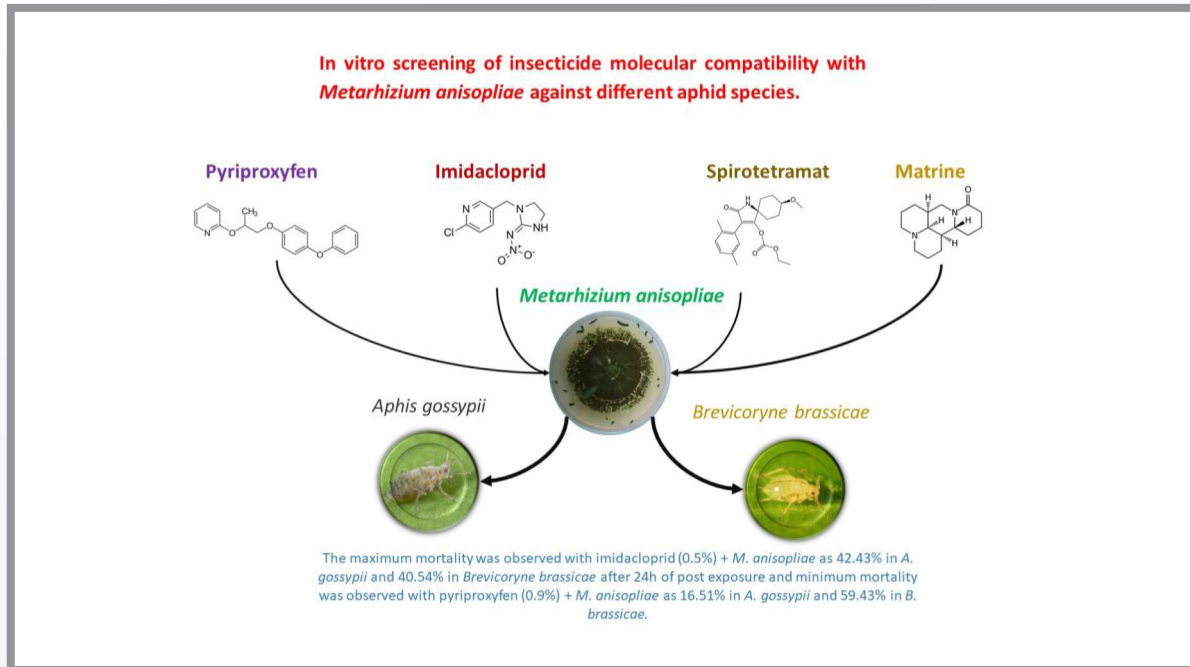 In vitro screening of insecticide molecular compatibility with
Metarhizium anisopliae against different aphid species.
Pyriproxyfen
Imidacloprid
Spirotetramat
Matrine
CH3
N
O
O
O
N
Cl
N
NH
N
N+
O-
O-
O
H
N
O
O
O
O
H
O
N
H
H
N
H
Metarhizium anisopliae
Aphis gossypii
Brevicoryne brassicae
The maximum mortality was observed with imidacloprid (0.5%) + M. anisopliae as 42.43% in A.
gossypii and 40.54% in Brevicoryne brassicae after 24h of post exposure and minimum mortality
was observed with pyriproxyfen (0.9%) + M. anisopliae as 16.51% in A. gossypii and 59.43% in B.
brassicae.